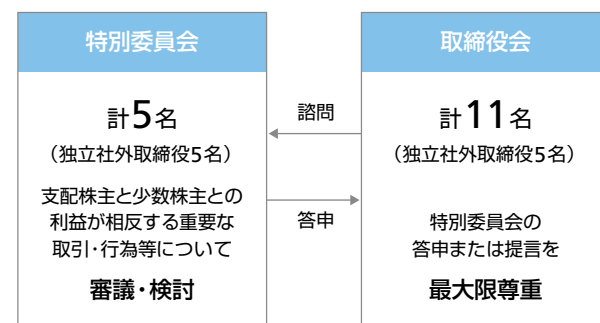 特別委員会
計5名
（独立社外取締役5名）
支配株主と少数株主との
利益が相反する重要な
取引・行為等について
審議・検討
諮問
答申
取締役会
計11名
（独立社外取締役5名）
特別委員会の
答申または提言を
最大限尊重